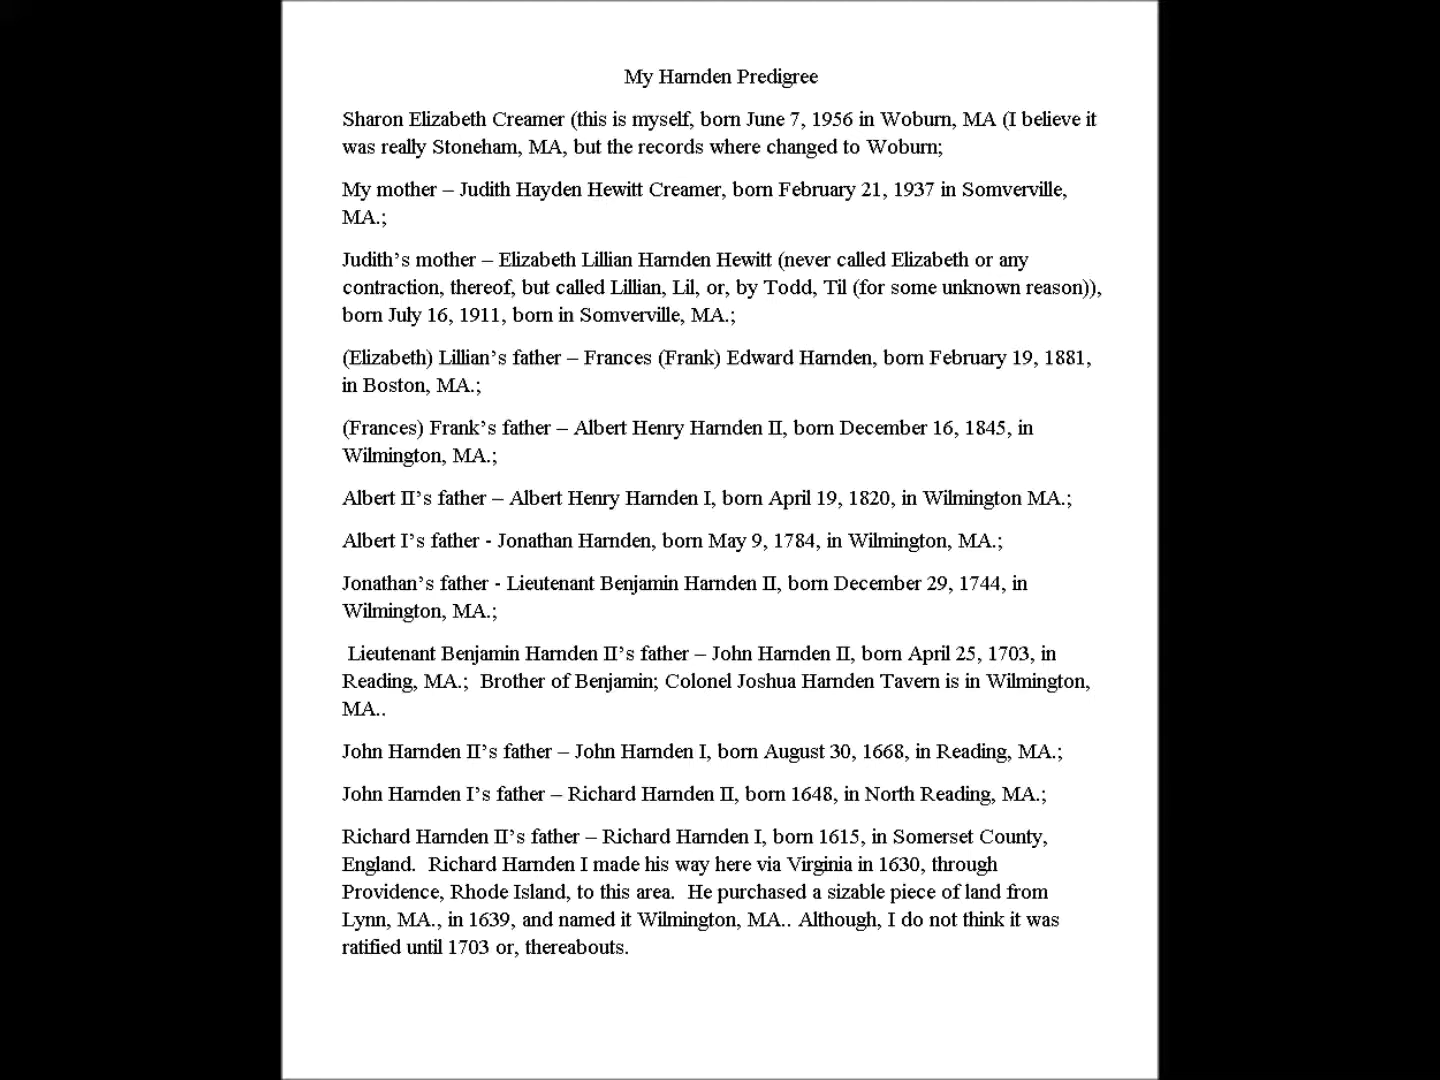 My Harnden Predigree
Sharon Elizabeth Creamer (this is myself, born June 7, 1956 in Woburn, MA (I believe it
was really Stoneham, MA, but the records where changed to Woburn;
My mother – Judith Hayden Hewitt Creamer, born February 21, 1937 in Somverville,
MA.;
Judith’s mother – Elizabeth Lillian Harnden Hewitt (never called Elizabeth or any
contraction, thereof, but called Lillian, Lil, or, by Todd, Til (for some unknown reason)),
born July 16, 1911, born in Somverville, MA.;
(Elizabeth) Lillian’s father – Frances (Frank) Edward Harnden, born February 19, 1881,
in Boston, MA.;
(Frances) Frank’s father – Albert Henry Harnden II, born December 16, 1845, in
Wilmington, MA.;
Albert II’s father – Albert Henry Harnden I, born April 19, 1820, in Wilmington MA.;
Albert I’s father - Jonathan Harnden, born May 9, 1784, in Wilmington, MA.;
Jonathan’s father - Lieutenant Benjamin Harnden II, born December 29, 1744, in
Wilmington, MA.;
Lieutenant Benjamin Harnden II’s father – John Harnden II, born April 25, 1703, in
Reading, MA.;  Brother of Benjamin; Colonel Joshua Harnden Tavern is in Wilmington,
MA..
John Harnden II’s father – John Harnden I, born August 30, 1668, in Reading, MA.;
John Harnden I’s father – Richard Harnden II, born 1648, in North Reading, MA.;
Richard Harnden II’s father – Richard Harnden I, born 1615, in Somerset County,
England.  Richard Harnden I made his way here via Virginia in 1630, through
Providence, Rhode Island, to this area.  He purchased a sizable piece of land from
Lynn, MA., in 1639, and named it Wilmington, MA.. Although, I do not think it was
ratified until 1703 or, thereabouts.